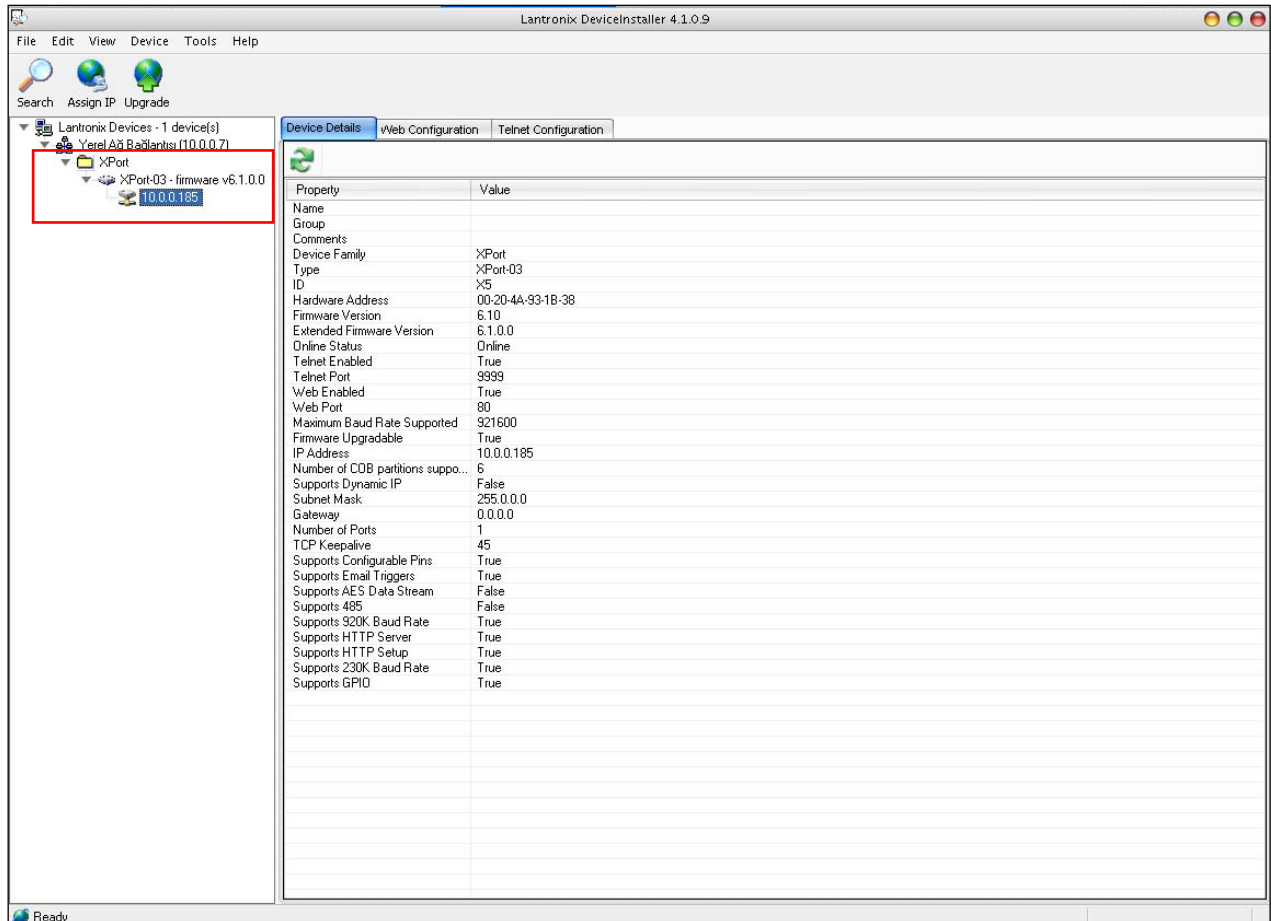 Lantronix DeviceInstaller 4.1.0.9
File Edit View Device Tools Help
Search Assign IP Upgrade
Lantronix Devices - 1 device(s)
Yerel Ağ Bağlantısı (10.0.0.7)
XPort
XPort-03 - firmware v6.1.0.0
10.0.0.185
Device Details Web Configuration Telnet Configuration
Property Value
Name
Group
Comments
Device Family XPort
Type XPort-03
ID X5
Hardware Address 00-20-4A-93-1B-38
Firmware Version 6.10
Extended Firmware Version 6.1.0.0
Online Status Online
Telnet Enabled True
Telnet Port 9999
Web Enabled True
Web Port 80
Maximum Baud Rate Supported 921600
Firmware Upgradable True
IP Address 10.0.0.185
Number of COB partitions suppo... 6
Supports Dynamic IP False
Subnet Mask 255.0.0.0
Gateway 0.0.0.0
Number of Ports 1
TCP Keepalive 45
Supports Configurable Pins True
Supports Email Triggers True
Supports AES Data Stream False
Supports 485 False
Supports 920K Baud Rate True
Supports HTTP Server True
Supports HTTP Setup True
Supports 230K Baud Rate True
Supports GPIO True
Ready